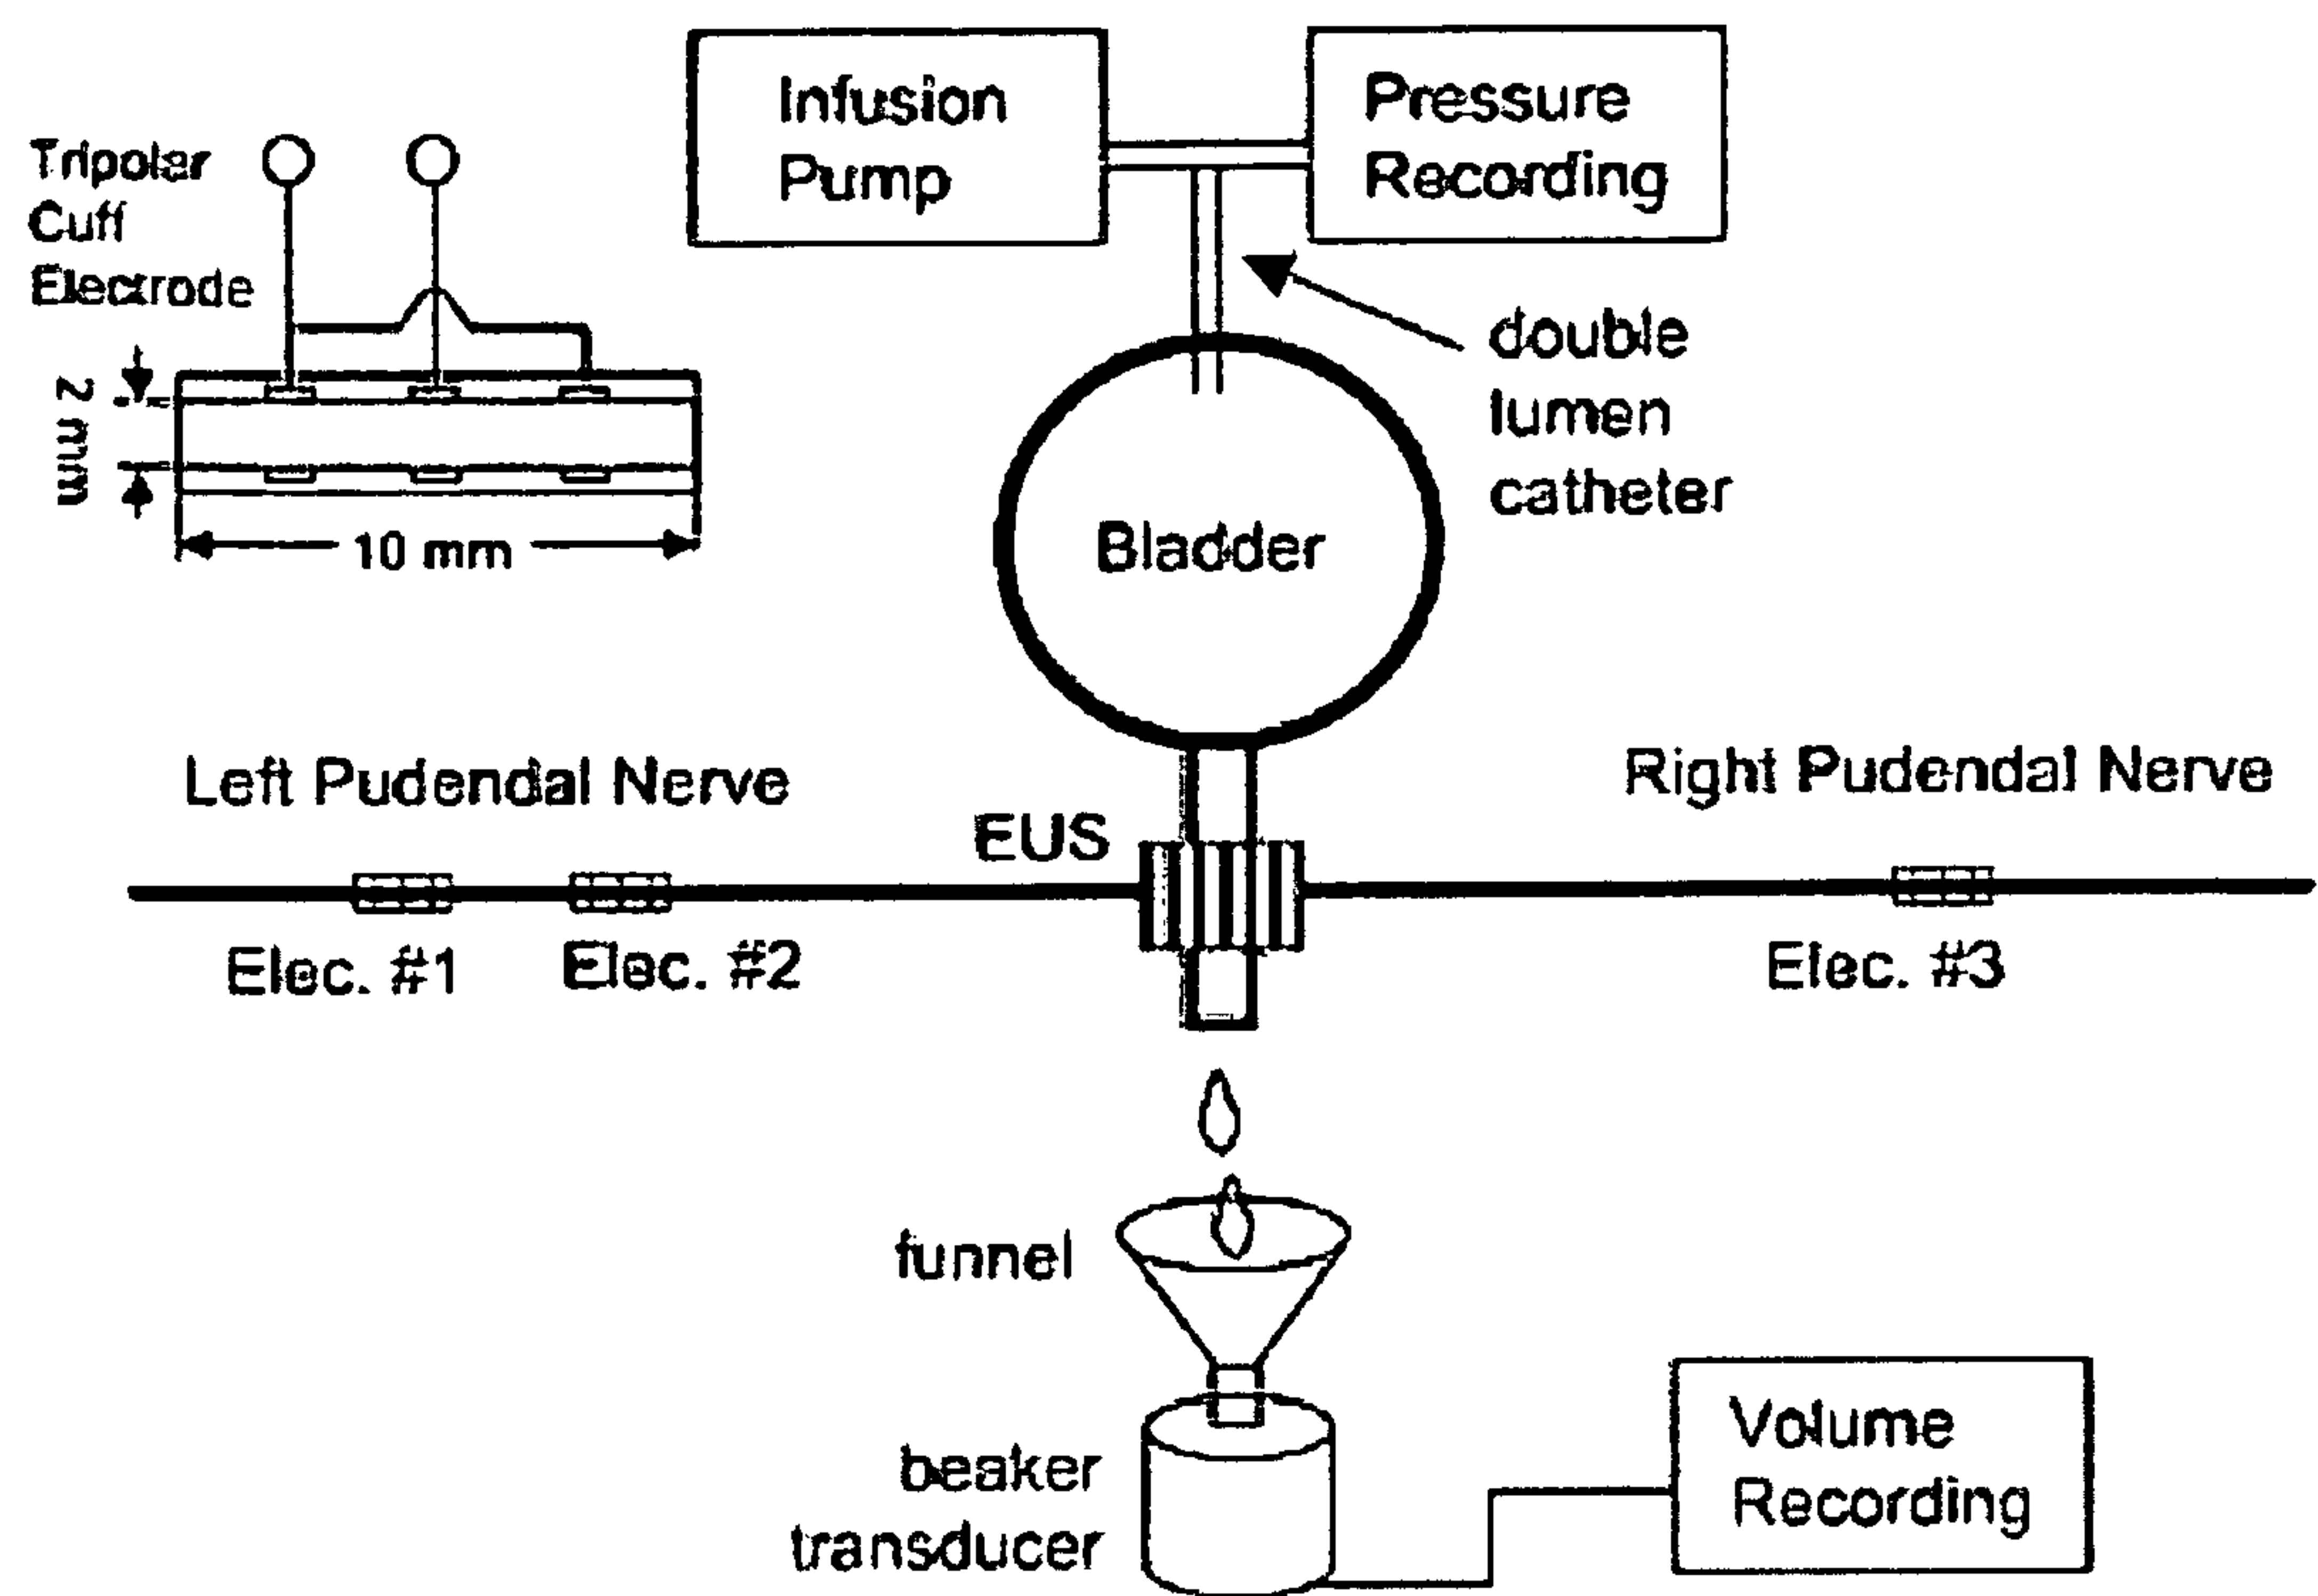 Infusion
Pump
Pressure
Recording
Tripolar
Cuff
Electrode
2 mm
10 mm
double
lumen
catheter
Bladder
Left Pudendal Nerve
Right Pudendal Nerve
EUS
Elec. #1
Elec. #2
Elec. #3
funnel
beaker
transducer
Volume
Recording